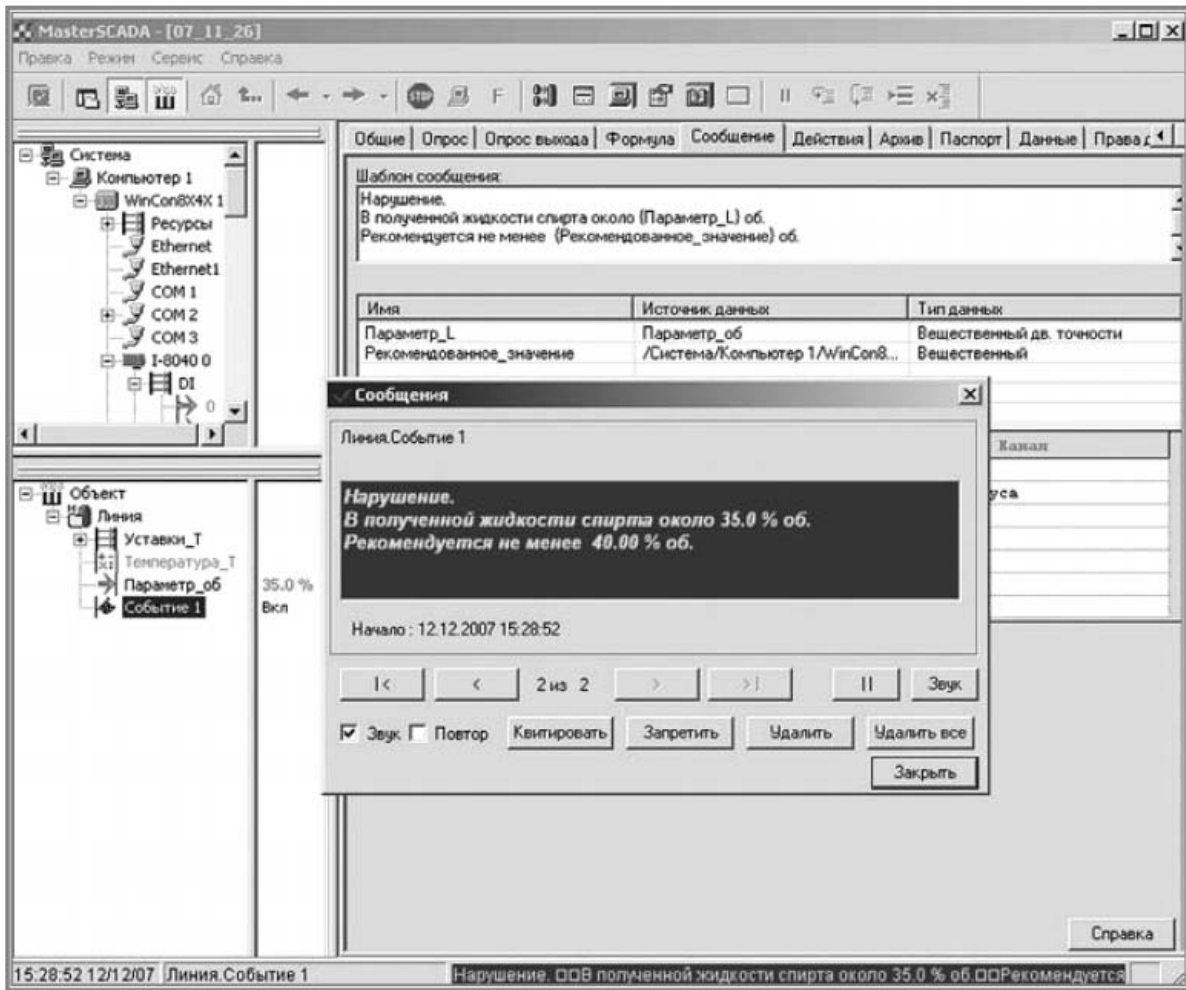 MasterSCADA - [07_11_26]
Правка Режим Сервис Справка
STOP F
Общие Опрос Опрос выхода Формула Сообщение Действия Архив Паспорт Данные Права д
Система
Компьютер 1
WinCon8X4X 1
Ресурсы
Ethernet
Ethernet1
COM 1
COM 2
COM 3
I-8040 0
DI
0
Шаблон сообщения:
Нарушение.
В полученной жидкости спирта около {Параметр_L} об.
Рекомендуется не менее {Рекомендованное_значение} об.
Имя Источник данных Тип данных
Параметр_L Параметр_об Вещественный дв. точности
Рекомендованное_значение /Система/Компьютер 1/WinCon8... Вещественный
Канал
уса
Объект
Линия
Уставки_Т
Температура_Т
Параметр_об 35.0 %
Событие 1 Вкл
Сообщения
Линия.Событие 1
Нарушение.
В полученной жидкости спирта около 35.0 % об.
Рекомендуется не менее 40.00 % об.
Начало : 12.12.2007 15:28:52
|< < 2 из 2 > >| || Звук
Звук Повтор Квитировать Запретить Удалить Удалить все
Закрыть
Справка
15:28:52 12/12/07 Линия.Событие 1 Нарушение. □□В полученной жидкости спирта около 35.0 % об.□□Рекомендуется